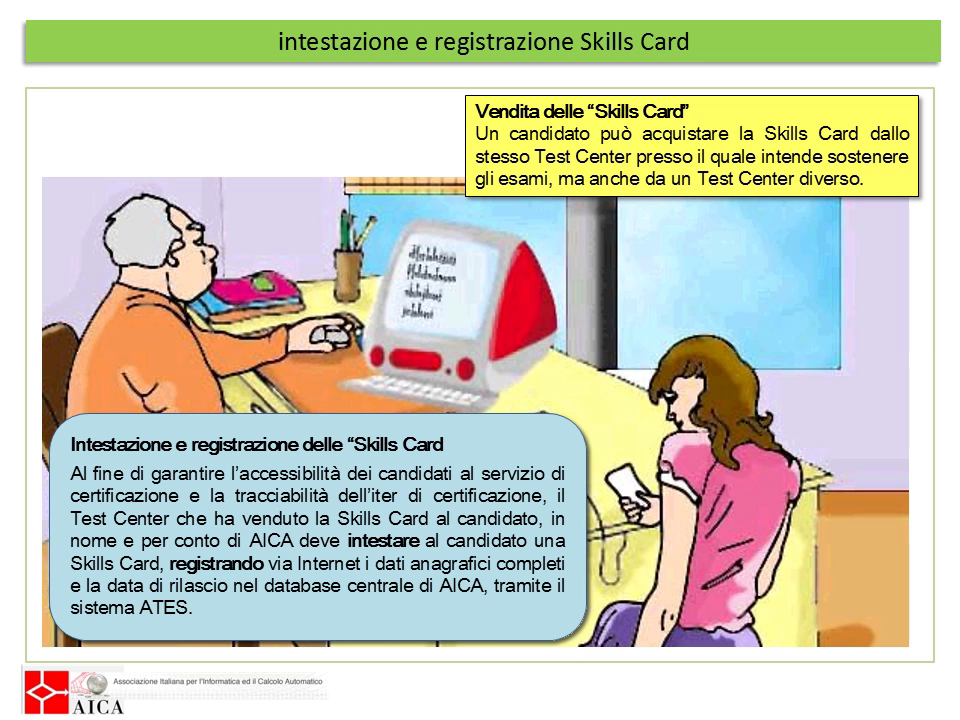 intestazione e registrazione Skills Card
Vendita delle “Skills Card”
Un candidato può acquistare la Skills Card dallo
stesso Test Center presso il quale intende sostenere
gli esami, ma anche da un Test Center diverso.
Intestazione e registrazione delle “Skills Card
Al fine di garantire l’accessibilità dei candidati al servizio di
certificazione e la tracciabilità dell’iter di certificazione, il
Test Center che ha venduto la Skills Card al candidato, in
nome e per conto di AICA deve intestare al candidato una
Skills Card, registrando via Internet i dati anagrafici completi
e la data di rilascio nel database centrale di AICA, tramite il
sistema ATES.
Associazione Italiana per l'Informatica ed il Calcolo Automatico
AICA